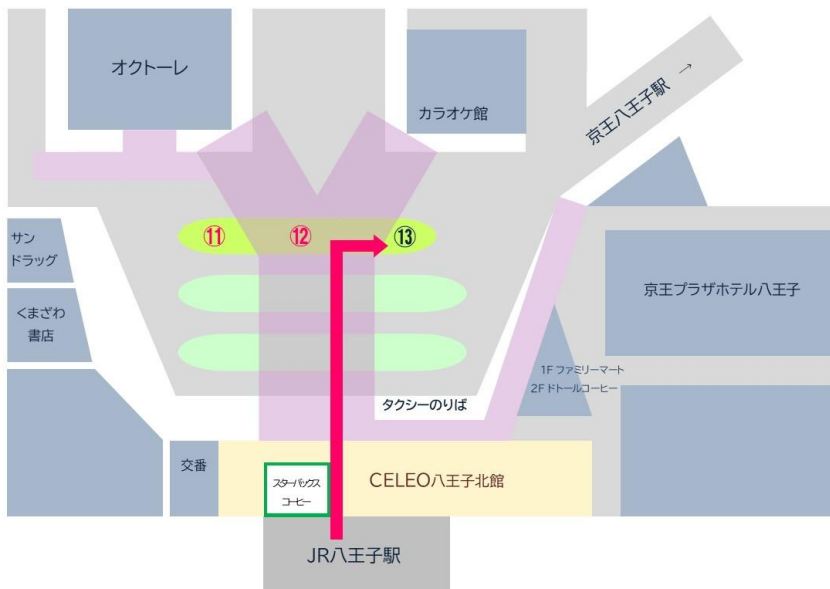 オクトーレ
カラオケ館
京王八王子駅 →
⑪
⑫
⑬
サン
ドラッグ
くまざわ
書店
京王プラザホテル八王子
1F ファミリーマート
2F ドトールコーヒー
タクシーのりば
交番
スターバックス
コーヒー
CELEO八王子北館
JR八王子駅